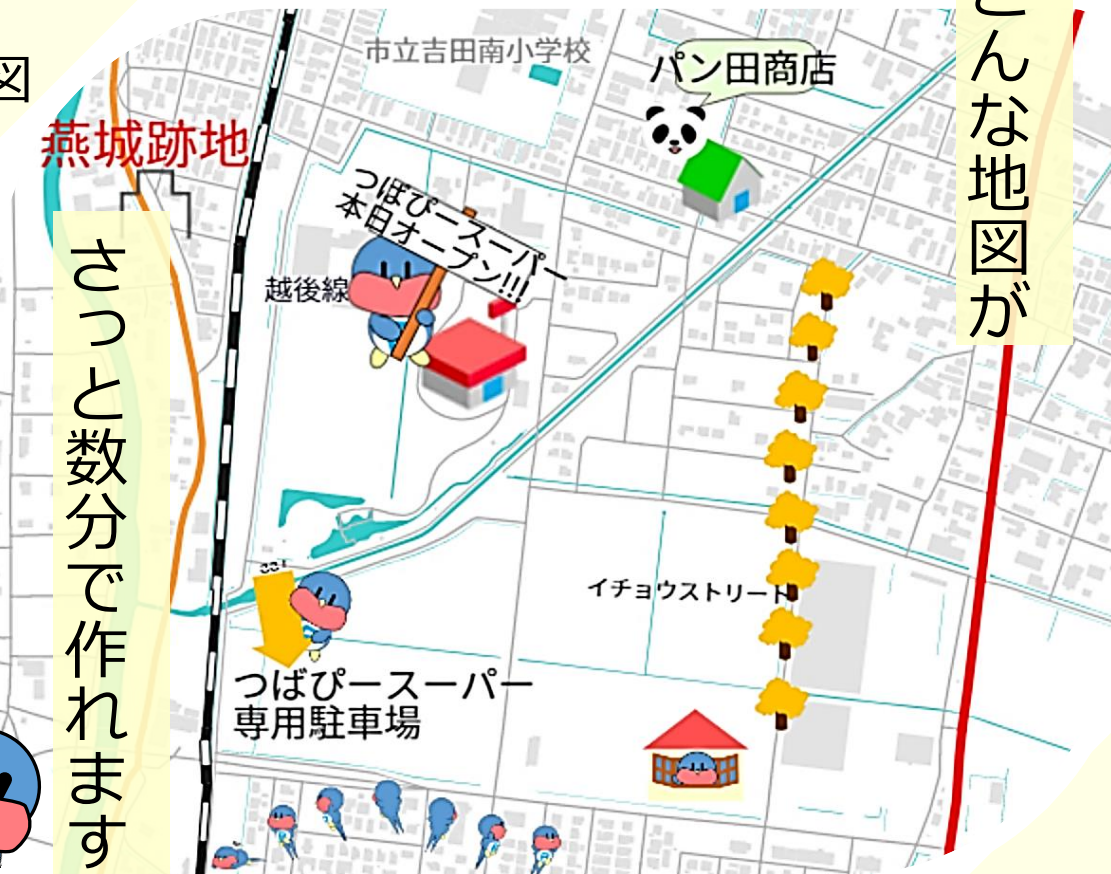 こんな地図が
さっと数分で作れます
図
市立吉田南小学校
パン田商店
燕城跡地
つばぴースーパー
本日オープン!!!
越後線
イチョウストリート
つばぴースーパー
専用駐車場